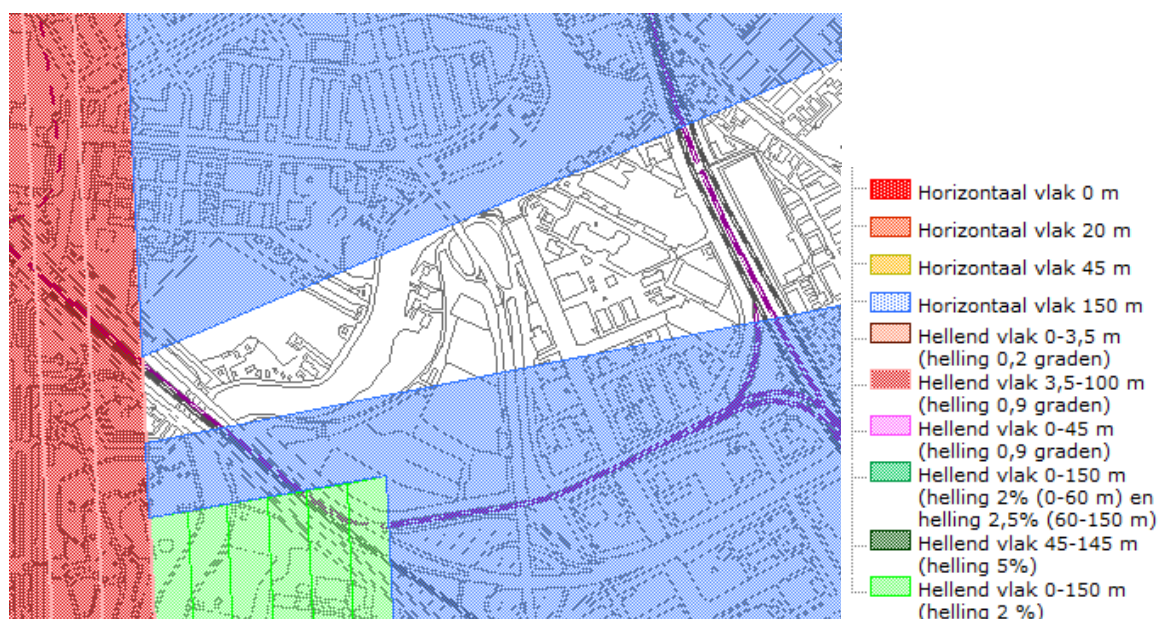 Horizontaal vlak 0 m
Horizontaal vlak 20 m
Horizontaal vlak 45 m
Horizontaal vlak 150 m
Hellend vlak 0-3,5 m
(helling 0,2 graden)
Hellend vlak 3,5-100 m
(helling 0,9 graden)
Hellend vlak 0-45 m
(helling 0,9 graden)
Hellend vlak 0-150 m
(helling 2% (0-60 m) en
helling 2,5% (60-150 m)
Hellend vlak 45-145 m
(helling 5%)
Hellend vlak 0-150 m
(helling 2 %)